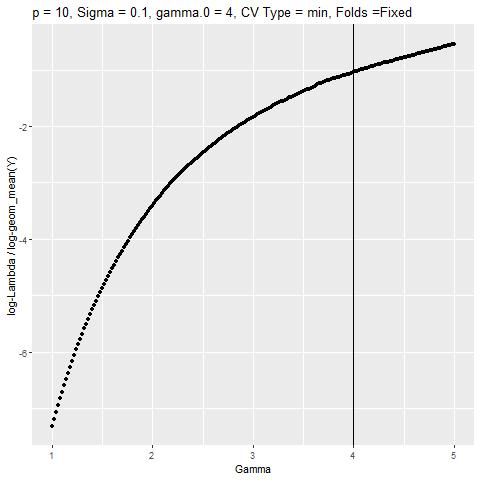 p = 10, Sigma = 0.1, gamma.0 = 4, CV Type = min, Folds =Fixed
log-Lambda / log-geom_mean(Y)
-2
-4
-6
1 2 3 4 5
Gamma